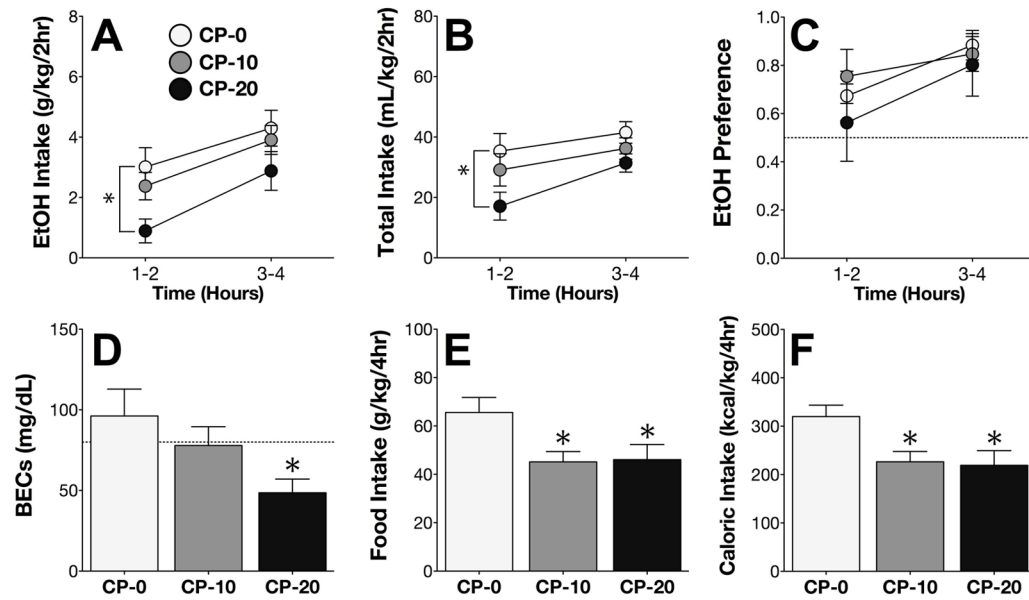 A
CP-0
CP-10
CP-20
EtOH Intake (g/kg/2hr)
8
6
4
2
0
*
1-2
3-4
Time (Hours)
B
Total Intake (mL/kg/2hr)
80
60
40
20
0
*
1-2
3-4
Time (Hours)
C
EtOH Preference
1.0
0.8
0.6
0.4
0.2
0.0
1-2
3-4
Time (Hours)
D
BECs (mg/dL)
150
100
50
0
*
CP-0 CP-10 CP-20
E
Food Intake (g/kg/4hr)
100
80
60
40
20
0
* *
CP-0 CP-10 CP-20
F
Caloric Intake (kcal/kg/4hr)
500
400
300
200
100
0
* *
CP-0 CP-10 CP-20